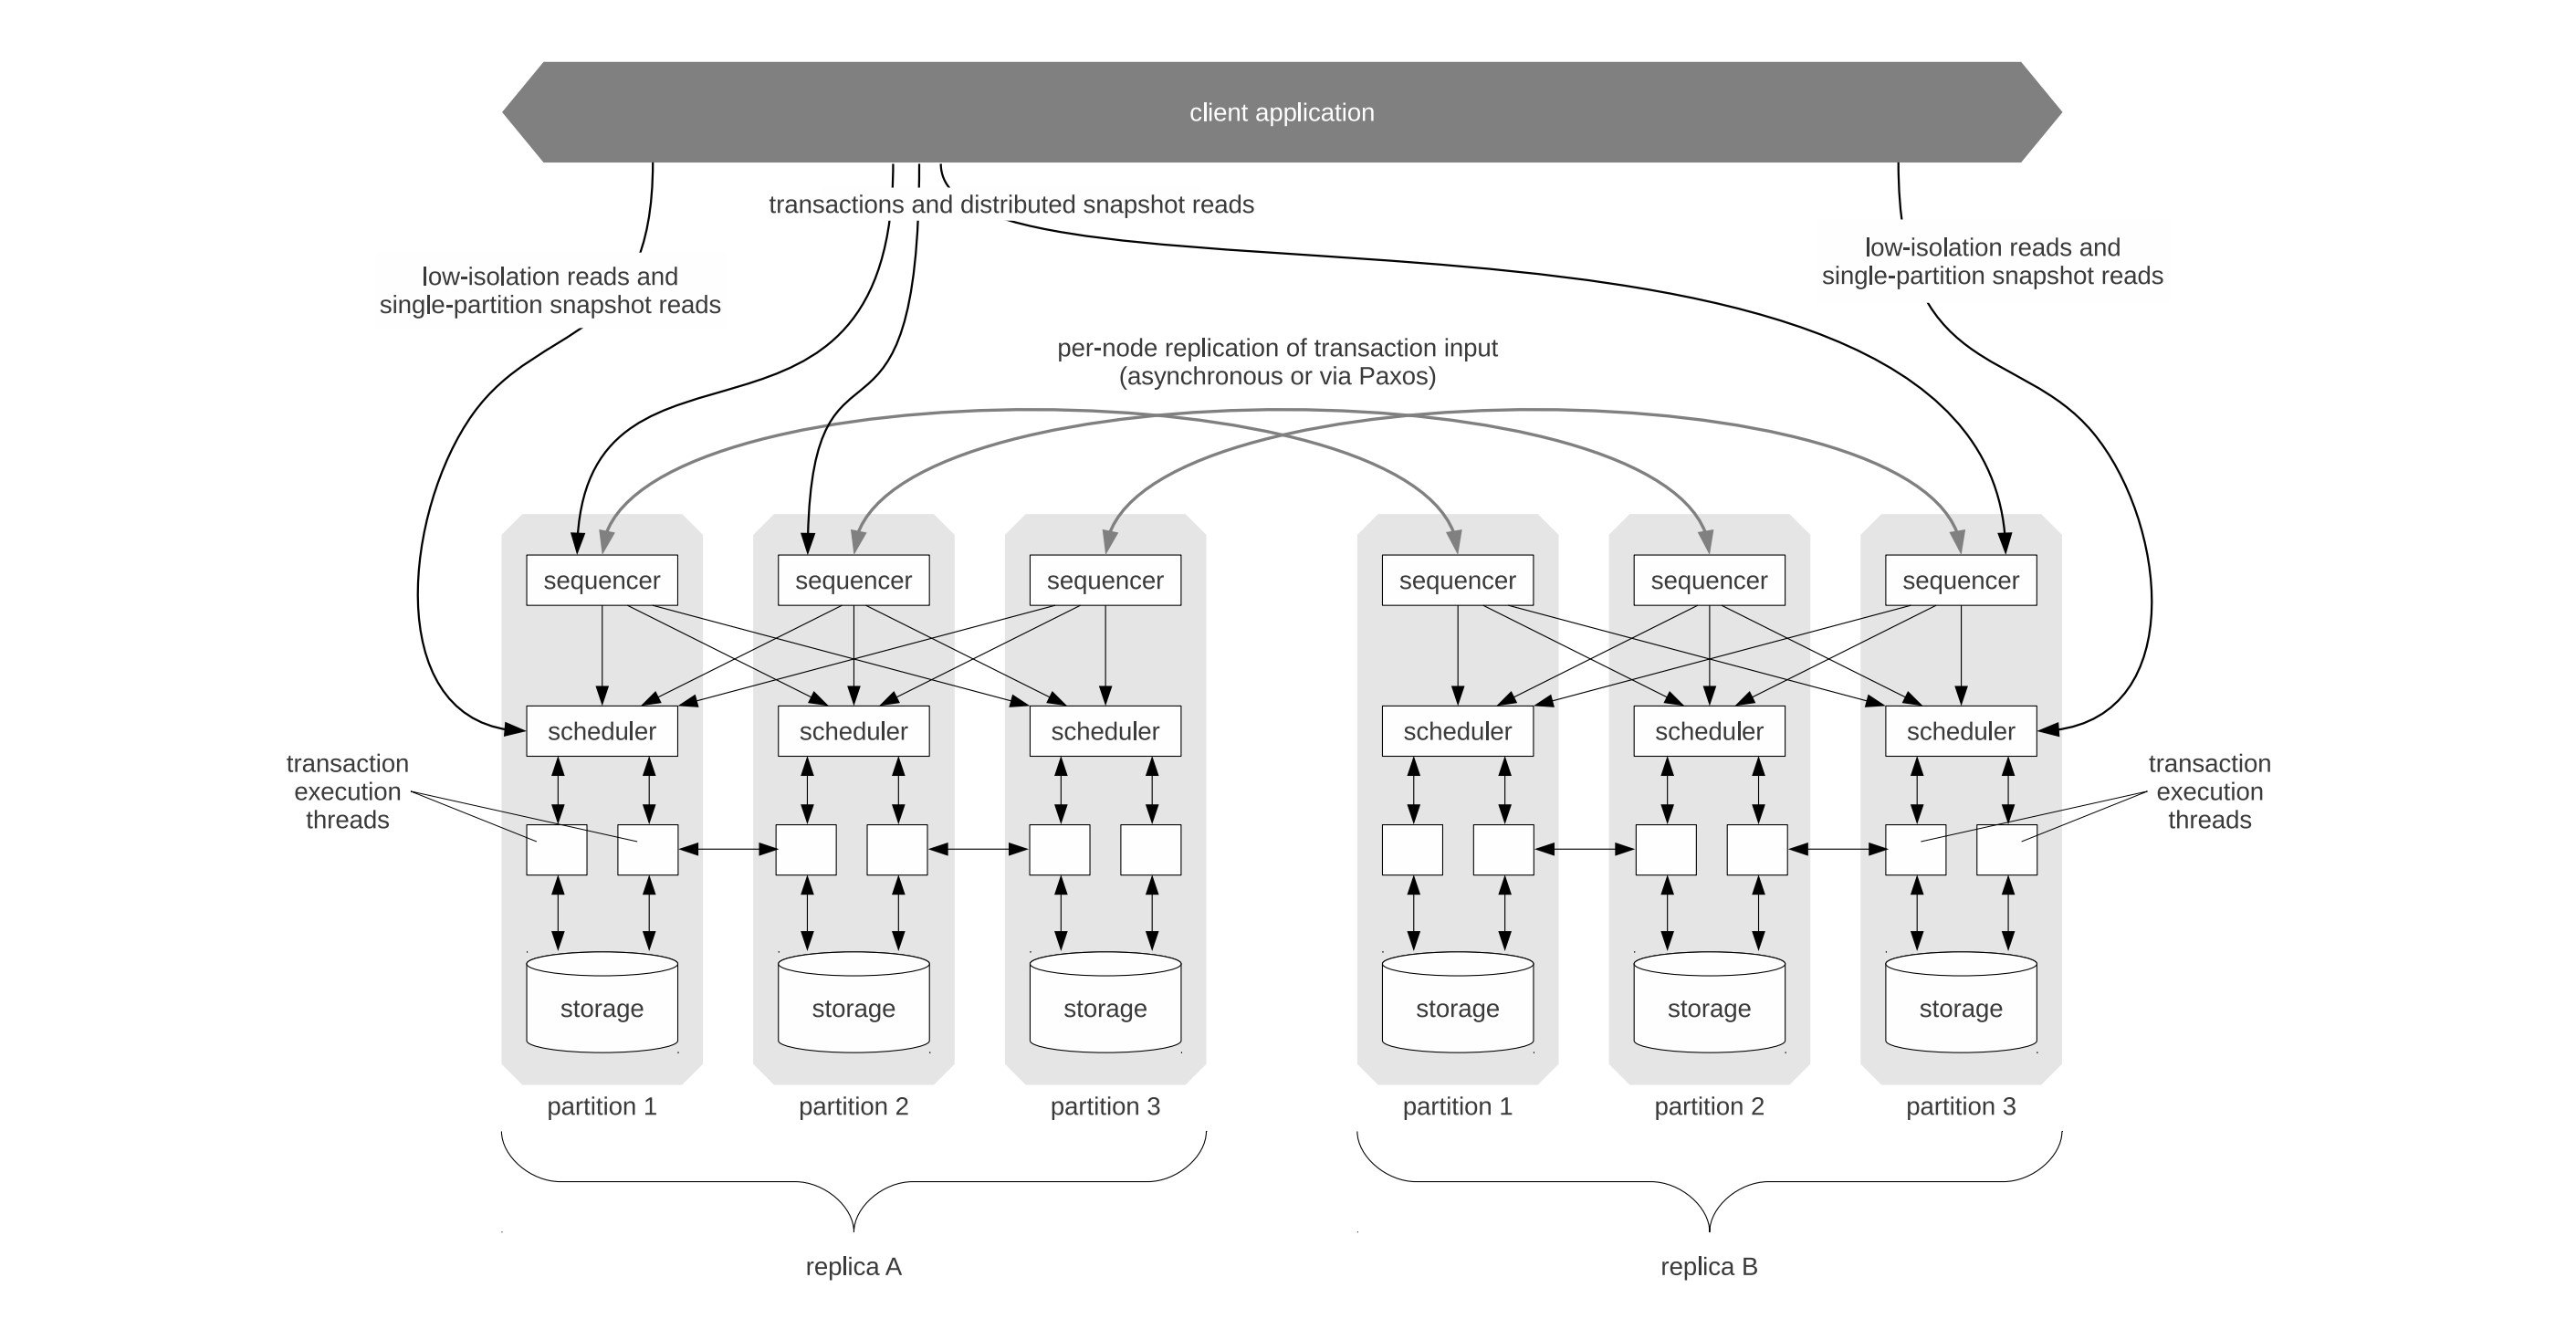 client application
transactions and distributed snapshot reads
low-isolation reads and
single-partition snapshot reads
low-isolation reads and
single-partition snapshot reads
per-node replication of transaction input
(asynchronous or via Paxos)
sequencer
sequencer
sequencer
sequencer
sequencer
sequencer
scheduler
scheduler
scheduler
scheduler
scheduler
scheduler
transaction
execution
threads
transaction
execution
threads
storage
storage
storage
storage
storage
storage
partition 1
partition 2
partition 3
partition 1
partition 2
partition 3
replica A
replica B